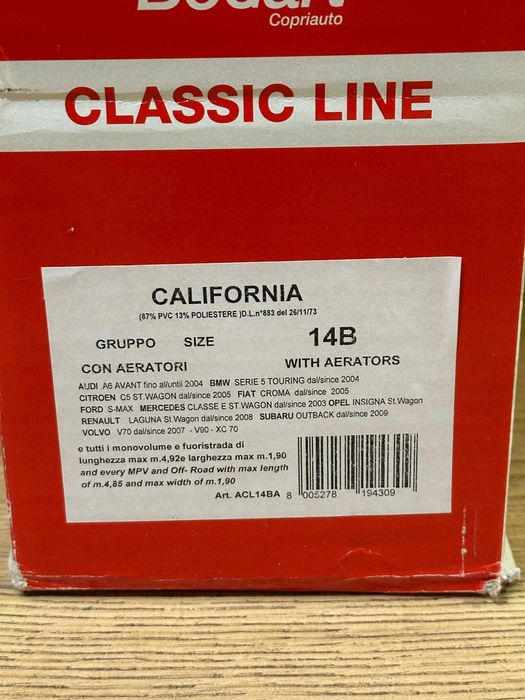 Copriauto
CLASSIC LINE
CALIFORNIA
(87% PVC 13% POLIESTERE )D.L.n°883 del 26/11/73
GRUPPO SIZE 14B
CON AERATORI WITH AERATORS
AUDI A6 AVANT fino al/until 2004 BMW SERIE 5 TOURING dal/since 2004
CITROEN C5 ST.WAGON dal/since 2005 FIAT CROMA dal/since 2005
FORD S-MAX MERCEDES CLASSE E ST.WAGON dal/since 2003 OPEL INSIGNA St.Wagon
RENAULT LAGUNA St.Wagon dal/since 2008 SUBARU OUTBACK dal/since 2009
VOLVO V70 dal/since 2007 - V90 - XC 70
e tutti i monovolume e fuoristrada di
lunghezza max m.4,92e larghezza max m.1,90
and every MPV and Off- Road with max length
of m.4,85 and max width of m.1,90
Art. ACL14BA 8 005278 194309